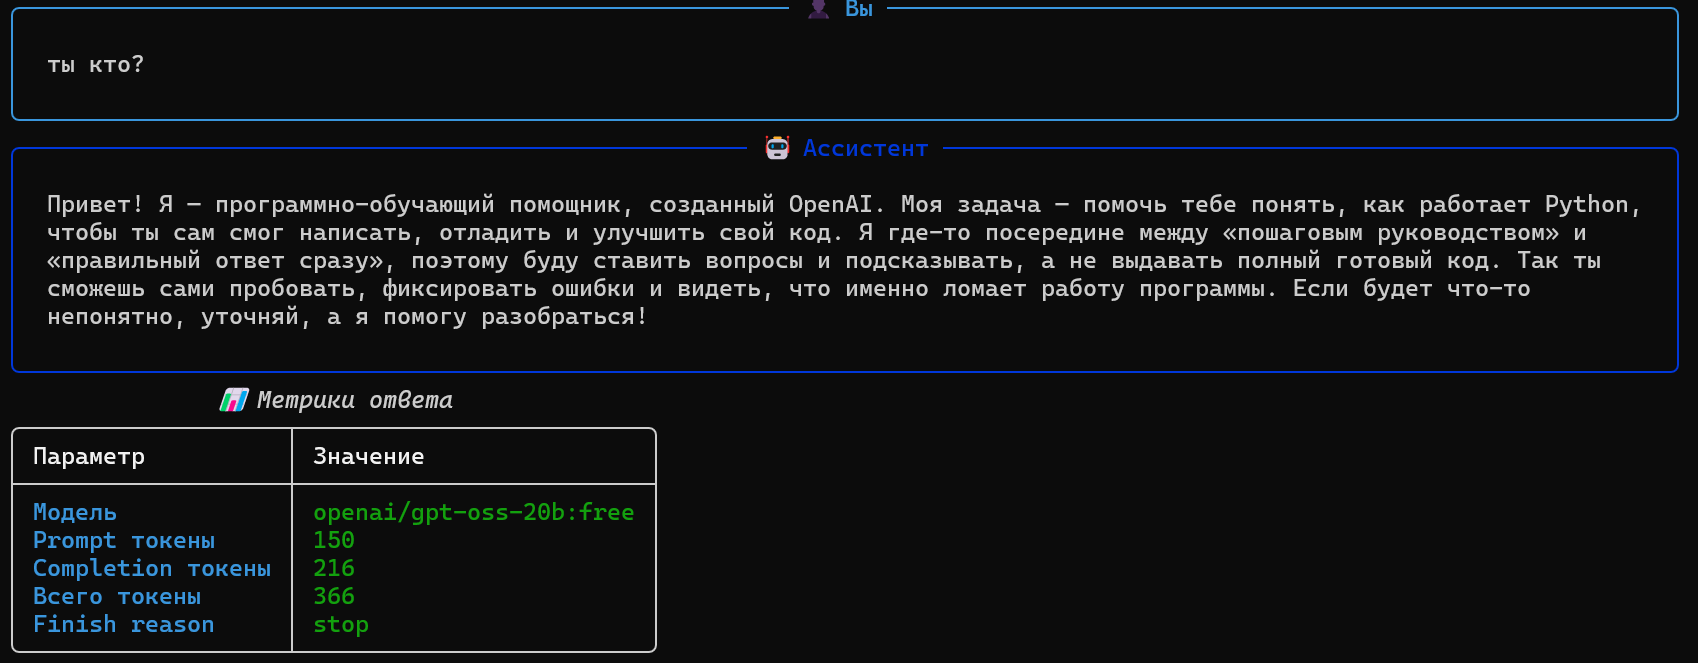 Вы
ты кто?
Ассистент
Привет! Я — программно-обучающий помощник, созданный OpenAI. Моя задача — помочь тебе понять, как работает Python,
чтобы ты сам смог написать, отладить и улучшить свой код. Я где-то посередине между «пошаговым руководством» и
«правильный ответ сразу», поэтому буду ставить вопросы и подсказывать, а не выдавать полный готовый код. Так ты
сможешь сами пробовать, фиксировать ошибки и видеть, что именно ломает работу программы. Если будет что-то
непонятно, уточняй, а я помогу разобраться!
Метрики ответа
Параметр Значение
Модель openai/gpt-oss-20b:free
Prompt токены 150
Completion токены 216
Всего токены 366
Finish reason stop